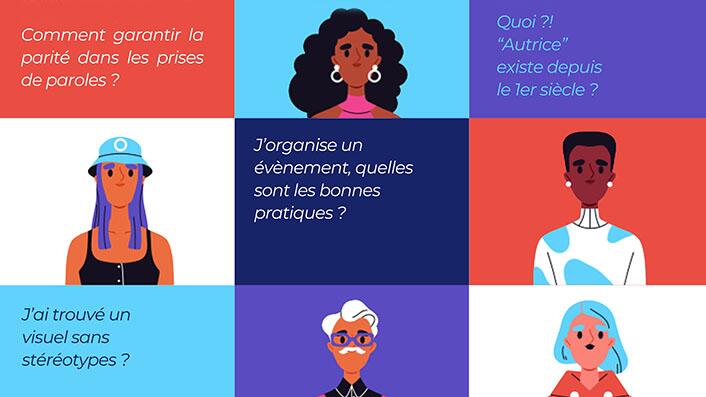 Comment garantir la
parité dans les prises
de paroles ?
Quoi ?!
“Autrice”
existe depuis
le 1er siècle ?
J’organise un
évènement, quelles
sont les bonnes
pratiques ?
J’ai trouvé un
visuel sans
stéréotypes ?